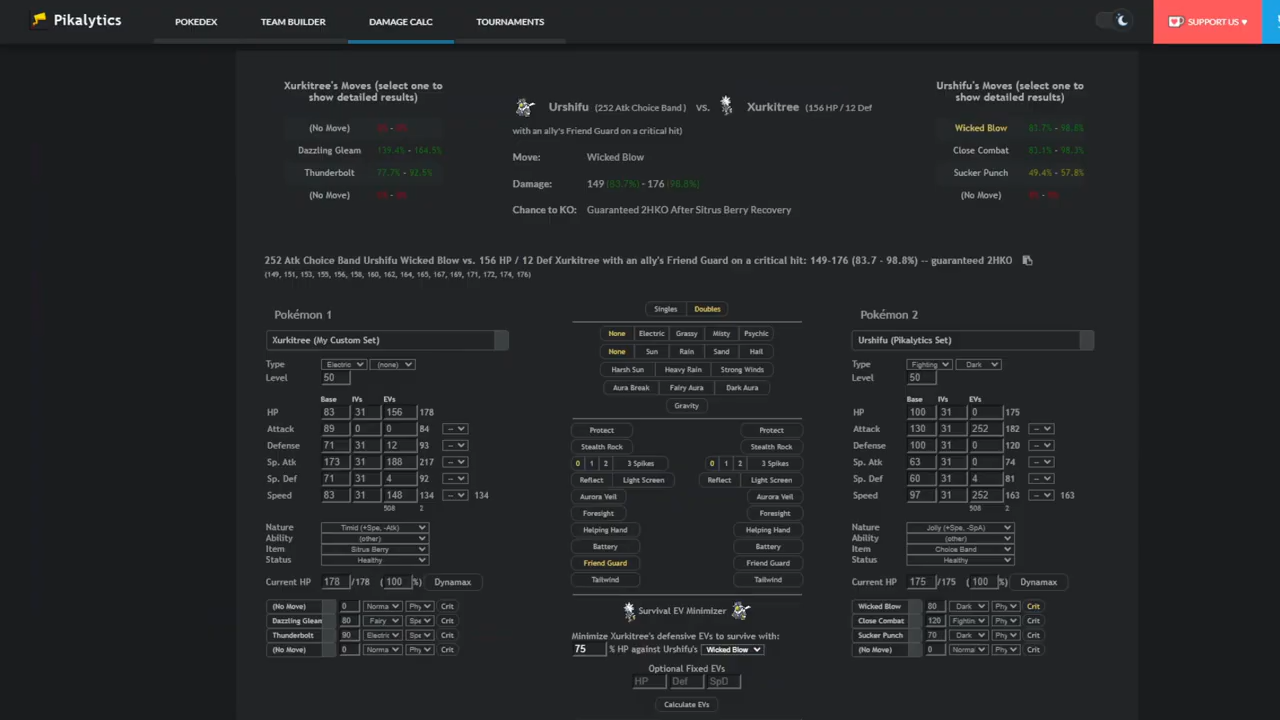 Pikalytics POKEDEX TEAM BUILDER DAMAGE CALC TOURNAMENTS SUPPORT US ♥
Xurkitree's Moves (select one to
show detailed results)
(No Move)
Dazzling Gleam 139.4% - 164.5%
Thunderbolt 77.7% - 92.5%
(No Move)
Urshifu (252 Atk Choice Band ) VS. Xurkitree (156 HP / 12 Def
with an ally's Friend Guard on a critical hit)
Move: Wicked Blow
Damage: 149 (83.7%) - 176 (98.8%)
Chance to KO: Guaranteed 2HKO After Sitrus Berry Recovery
Urshifu's Moves (select one to
show detailed results)
Wicked Blow 83.7% - 98.8%
Close Combat 83.1% - 98.3%
Sucker Punch 49.4% - 57.8%
(No Move)
252 Atk Choice Band Urshifu Wicked Blow vs. 156 HP / 12 Def Xurkitree with an ally's Friend Guard on a critical hit: 149-176 (83.7 - 98.8%) -- guaranteed 2HKO
(149, 151, 153, 155, 156, 158, 160, 162, 164, 165, 167, 169, 171, 172, 174, 176)
Pokémon 1
Xurkitree (My Custom Set)
Type Electric (none)
Level 50
Base IVs EVs
HP 83 31 156 178
Attack 89 0 0 84 --
Defense 71 31 12 93 --
Sp. Atk 173 31 188 217 --
Sp. Def 71 31 4 92 --
Speed 83 31 148 134 -- 134
508 2
Nature Timid (+Spe, -Atk)
Ability (other)
Item Sitrus Berry
Status Healthy
Current HP 178 /178 ( 100 %) Dynamax
(No Move) 0 Norma Phy Crit
Dazzling Gleam 80 Fairy Spe Crit
Thunderbolt 90 Electric Spe Crit
(No Move) 0 Norma Phy Crit
Singles Doubles
None Electric Grassy Misty Psychic
None Sun Rain Sand Hail
Harsh Sun Heavy Rain Strong Winds
Aura Break Fairy Aura Dark Aura
Gravity
Protect Protect
Stealth Rock Stealth Rock
0 1 2 3 Spikes 0 1 2 3 Spikes
Reflect Light Screen Reflect Light Screen
Aurora Veil Aurora Veil
Foresight Foresight
Helping Hand Helping Hand
Battery Battery
Friend Guard Friend Guard
Tailwind Tailwind
Survival EV Minimizer
Minimize Xurkitree's defensive EVs to survive with:
75 % HP against Urshifu's Wicked Blow
Optional Fixed EVs
HP Def SpD
Calculate EVs
Pokémon 2
Urshifu (Pikalytics Set)
Type Fighting Dark
Level 50
Base IVs EVs
HP 100 31 0 175
Attack 130 31 252 182 --
Defense 100 31 0 120 --
Sp. Atk 63 31 0 74 --
Sp. Def 60 31 4 81 --
Speed 97 31 252 163 -- 163
508 2
Nature Jolly (+Spe, -SpA)
Ability (other)
Item Choice Band
Status Healthy
Current HP 175 /175 ( 100 %) Dynamax
Wicked Blow 80 Dark Phy Crit
Close Combat 120 Fightin Phy Crit
Sucker Punch 70 Dark Phy Crit
(No Move) 0 Normal Phy Crit